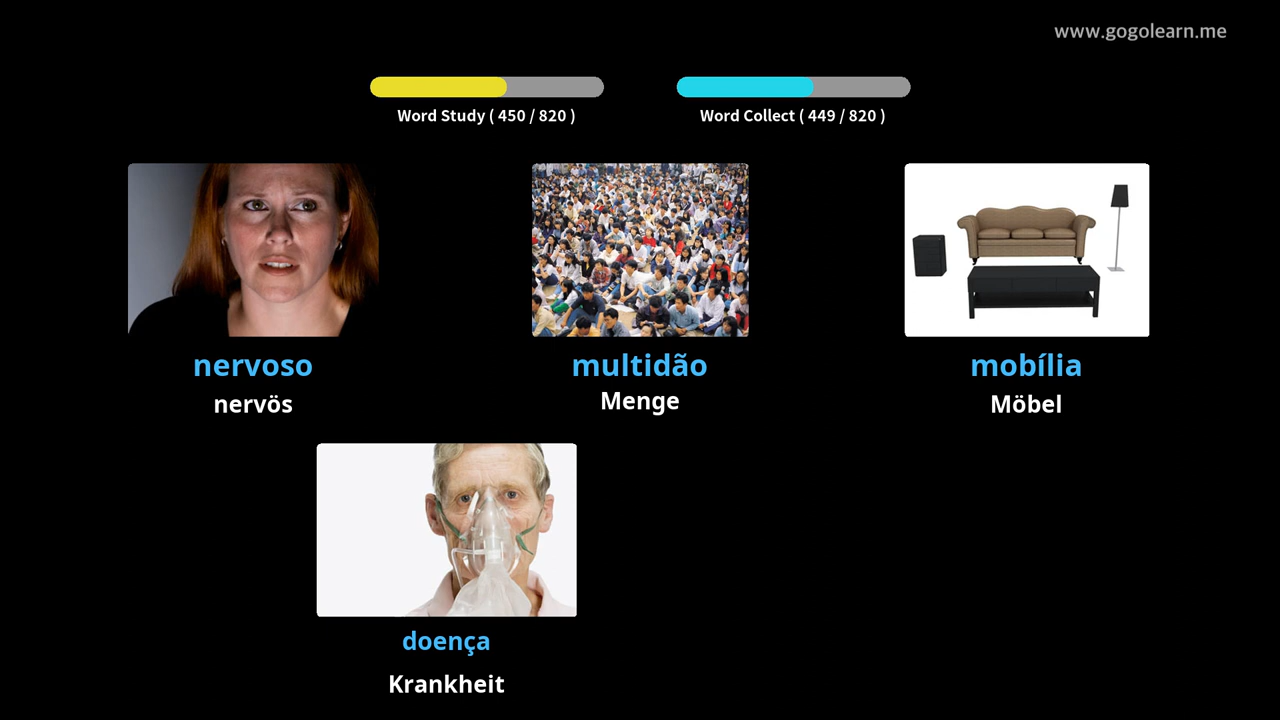 www.gogolearn.me
Word Study ( 450 / 820 )
Word Collect ( 449 / 820 )
nervoso
nervös
multidão
Menge
mobília
Möbel
doença
Krankheit